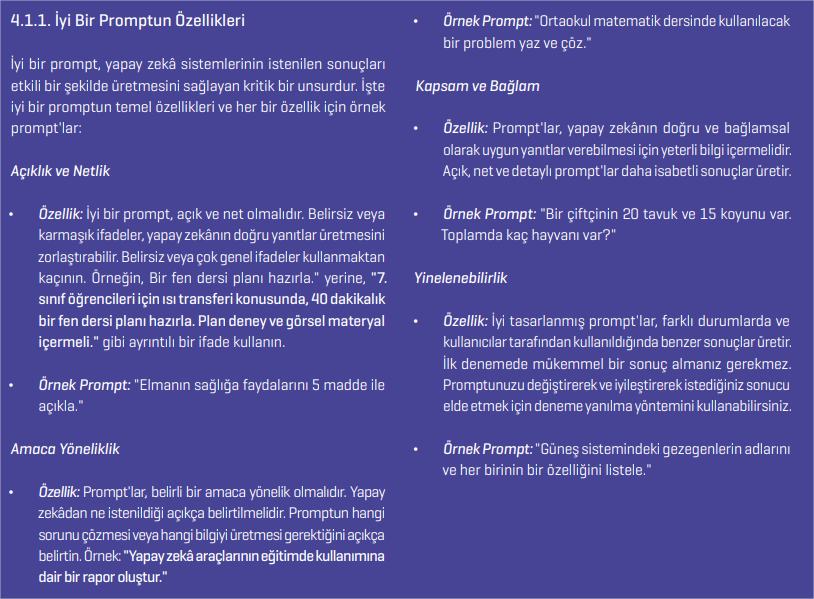 4.1.1. İyi Bir Promptun Özellikleri
İyi bir prompt, yapay zekâ sistemlerinin istenilen sonuçları
etkili bir şekilde üretmesini sağlayan kritik bir unsurdur. İşte
iyi bir promptun temel özellikleri ve her bir özellik için örnek
prompt'lar:
Açıklık ve Netlik
• Özellik: İyi bir prompt, açık ve net olmalıdır. Belirsiz veya
karmaşık ifadeler, yapay zekânın doğru yanıtlar üretmesini
zorlaştırabilir. Belirsiz veya çok genel ifadeler kullanmaktan
kaçının. Örneğin, Bir fen dersi planı hazırla." yerine, "7.
sınıf öğrencileri için ısı transferi konusunda, 40 dakikalık
bir fen dersi planı hazırla. Plan deney ve görsel materyal
içermeli." gibi ayrıntılı bir ifade kullanın.
• Örnek Prompt: "Elmanın sağlığa faydalarını 5 madde ile
açıkla."
Amaca Yöneliklik
• Özellik: Prompt'lar, belirli bir amaca yönelik olmalıdır. Yapay
zekâdan ne istenildiği açıkça belirtilmelidir. Promptun hangi
sorunu çözmesi veya hangi bilgiyi üretmesi gerektiğini açıkça
belirtin. Örnek: "Yapay zekâ araçlarının eğitimde kullanımına
dair bir rapor oluştur."
• Örnek Prompt: "Ortaokul matematik dersinde kullanılacak
bir problem yaz ve çöz."
Kapsam ve Bağlam
• Özellik: Prompt'lar, yapay zekânın doğru ve bağlamsal
olarak uygun yanıtlar verebilmesi için yeterli bilgi içermelidir.
Açık, net ve detaylı prompt'lar daha isabetli sonuçlar üretir.
• Örnek Prompt: "Bir çiftçinin 20 tavuk ve 15 koyunu var.
Toplamda kaç hayvanı var?"
Yinelenebilirlik
• Özellik: İyi tasarlanmış prompt'lar, farklı durumlarda ve
kullanıcılar tarafından kullanıldığında benzer sonuçlar üretir.
İlk denemede mükemmel bir sonuç almanız gerekmez.
Promptunuzu değiştirerek ve iyileştirerek istediğiniz sonucu
elde etmek için deneme yanılma yöntemini kullanabilirsiniz.
• Örnek Prompt: "Güneş sistemindeki gezegenlerin adlarını
ve her birinin bir özelliğini listele."